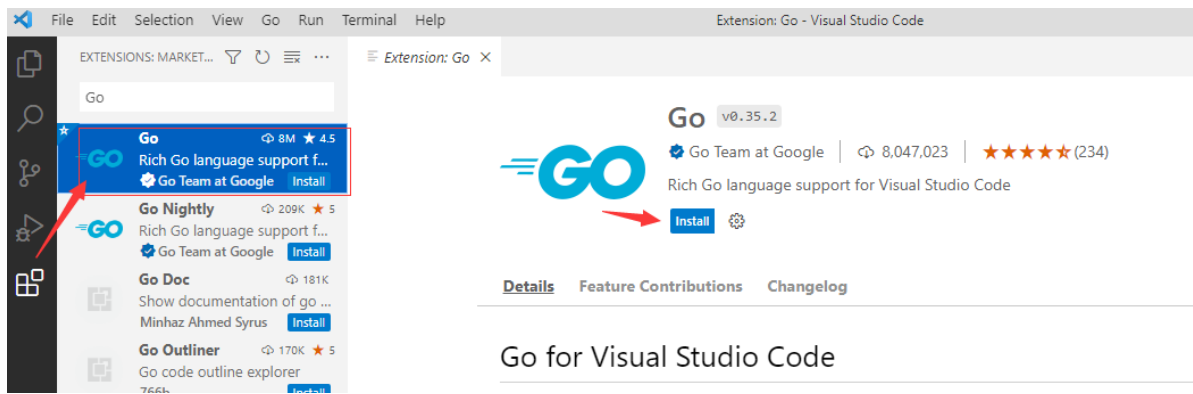 File Edit Selection View Go Run Terminal Help
Extension: Go - Visual Studio Code
EXTENSIONS: MARKET...
Go
Go 8M ★ 4.5
Rich Go language support f...
Go Team at Google Install
Go Nightly 209K ★ 5
Rich Go language support f...
Go Team at Google Install
Go Doc 181K
Show documentation of go ...
Minhaz Ahmed Syrus Install
Go Outliner 170K ★ 5
Go code outline explorer
766b Install
Extension: Go
GO
Go v0.35.2
Go Team at Google 8,047,023 (234)
Rich Go language support for Visual Studio Code
Install
Details Feature Contributions Changelog
Go for Visual Studio Code